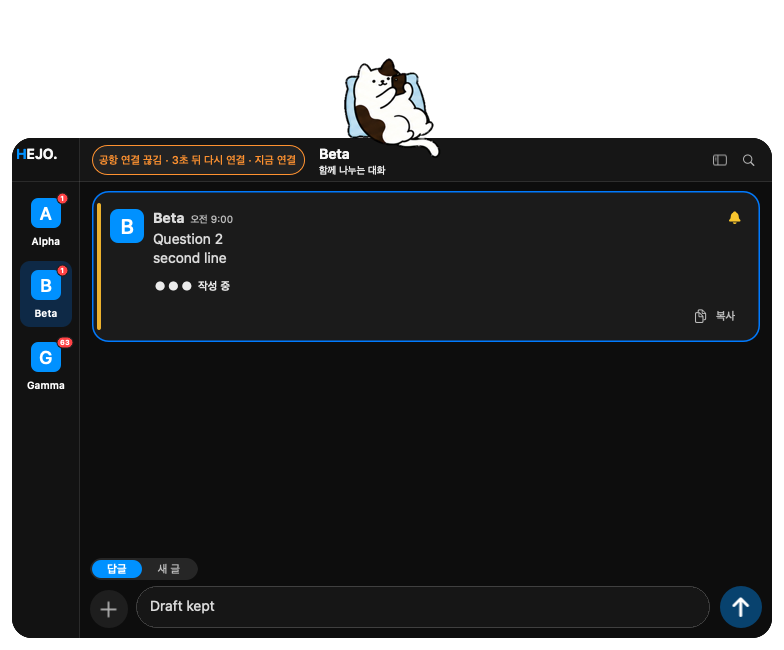 HEJO.
공항 연결 끊김 · 3초 뒤 다시 연결 · 지금 연결
Beta
함께 나누는 대화
A
1
Alpha
B
1
Beta
G
63
Gamma
B
Beta 오전 9:00
Question 2
second line
작성 중
복사
답글 새 글
Draft kept